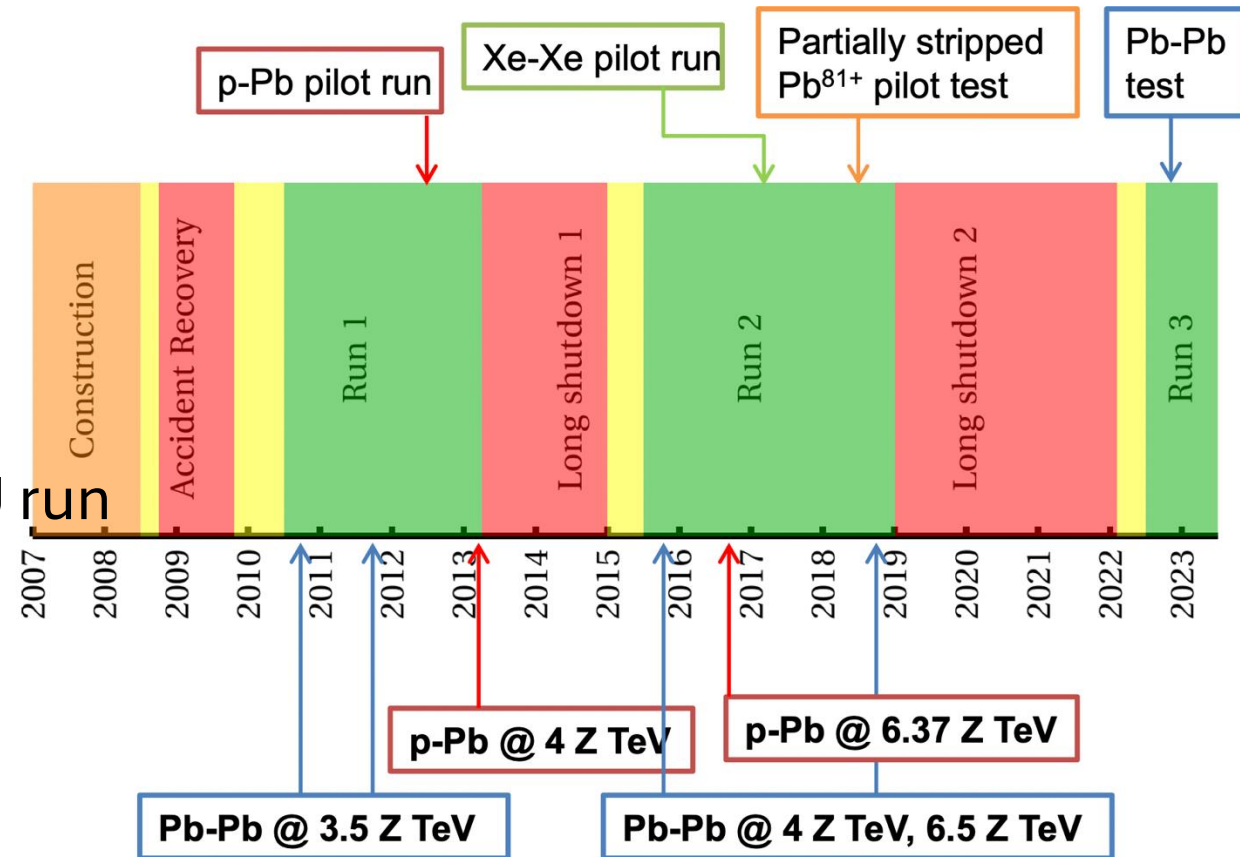 p-Pb pilot run
Xe-Xe pilot run
Partially stripped
Pb81+ pilot test
Pb-Pb
test
Construction
Accident Recovery
Run 1
Long shutdown 1
Run 2
Long shutdown 2
Run 3
run
2007
2008
2009
2010
2011
2012
2013
2014
2015
2016
2017
2018
2019
2020
2021
2022
2023
p-Pb @ 4 Z TeV
p-Pb @ 6.37 Z TeV
Pb-Pb @ 3.5 Z TeV
Pb-Pb @ 4 Z TeV, 6.5 Z TeV